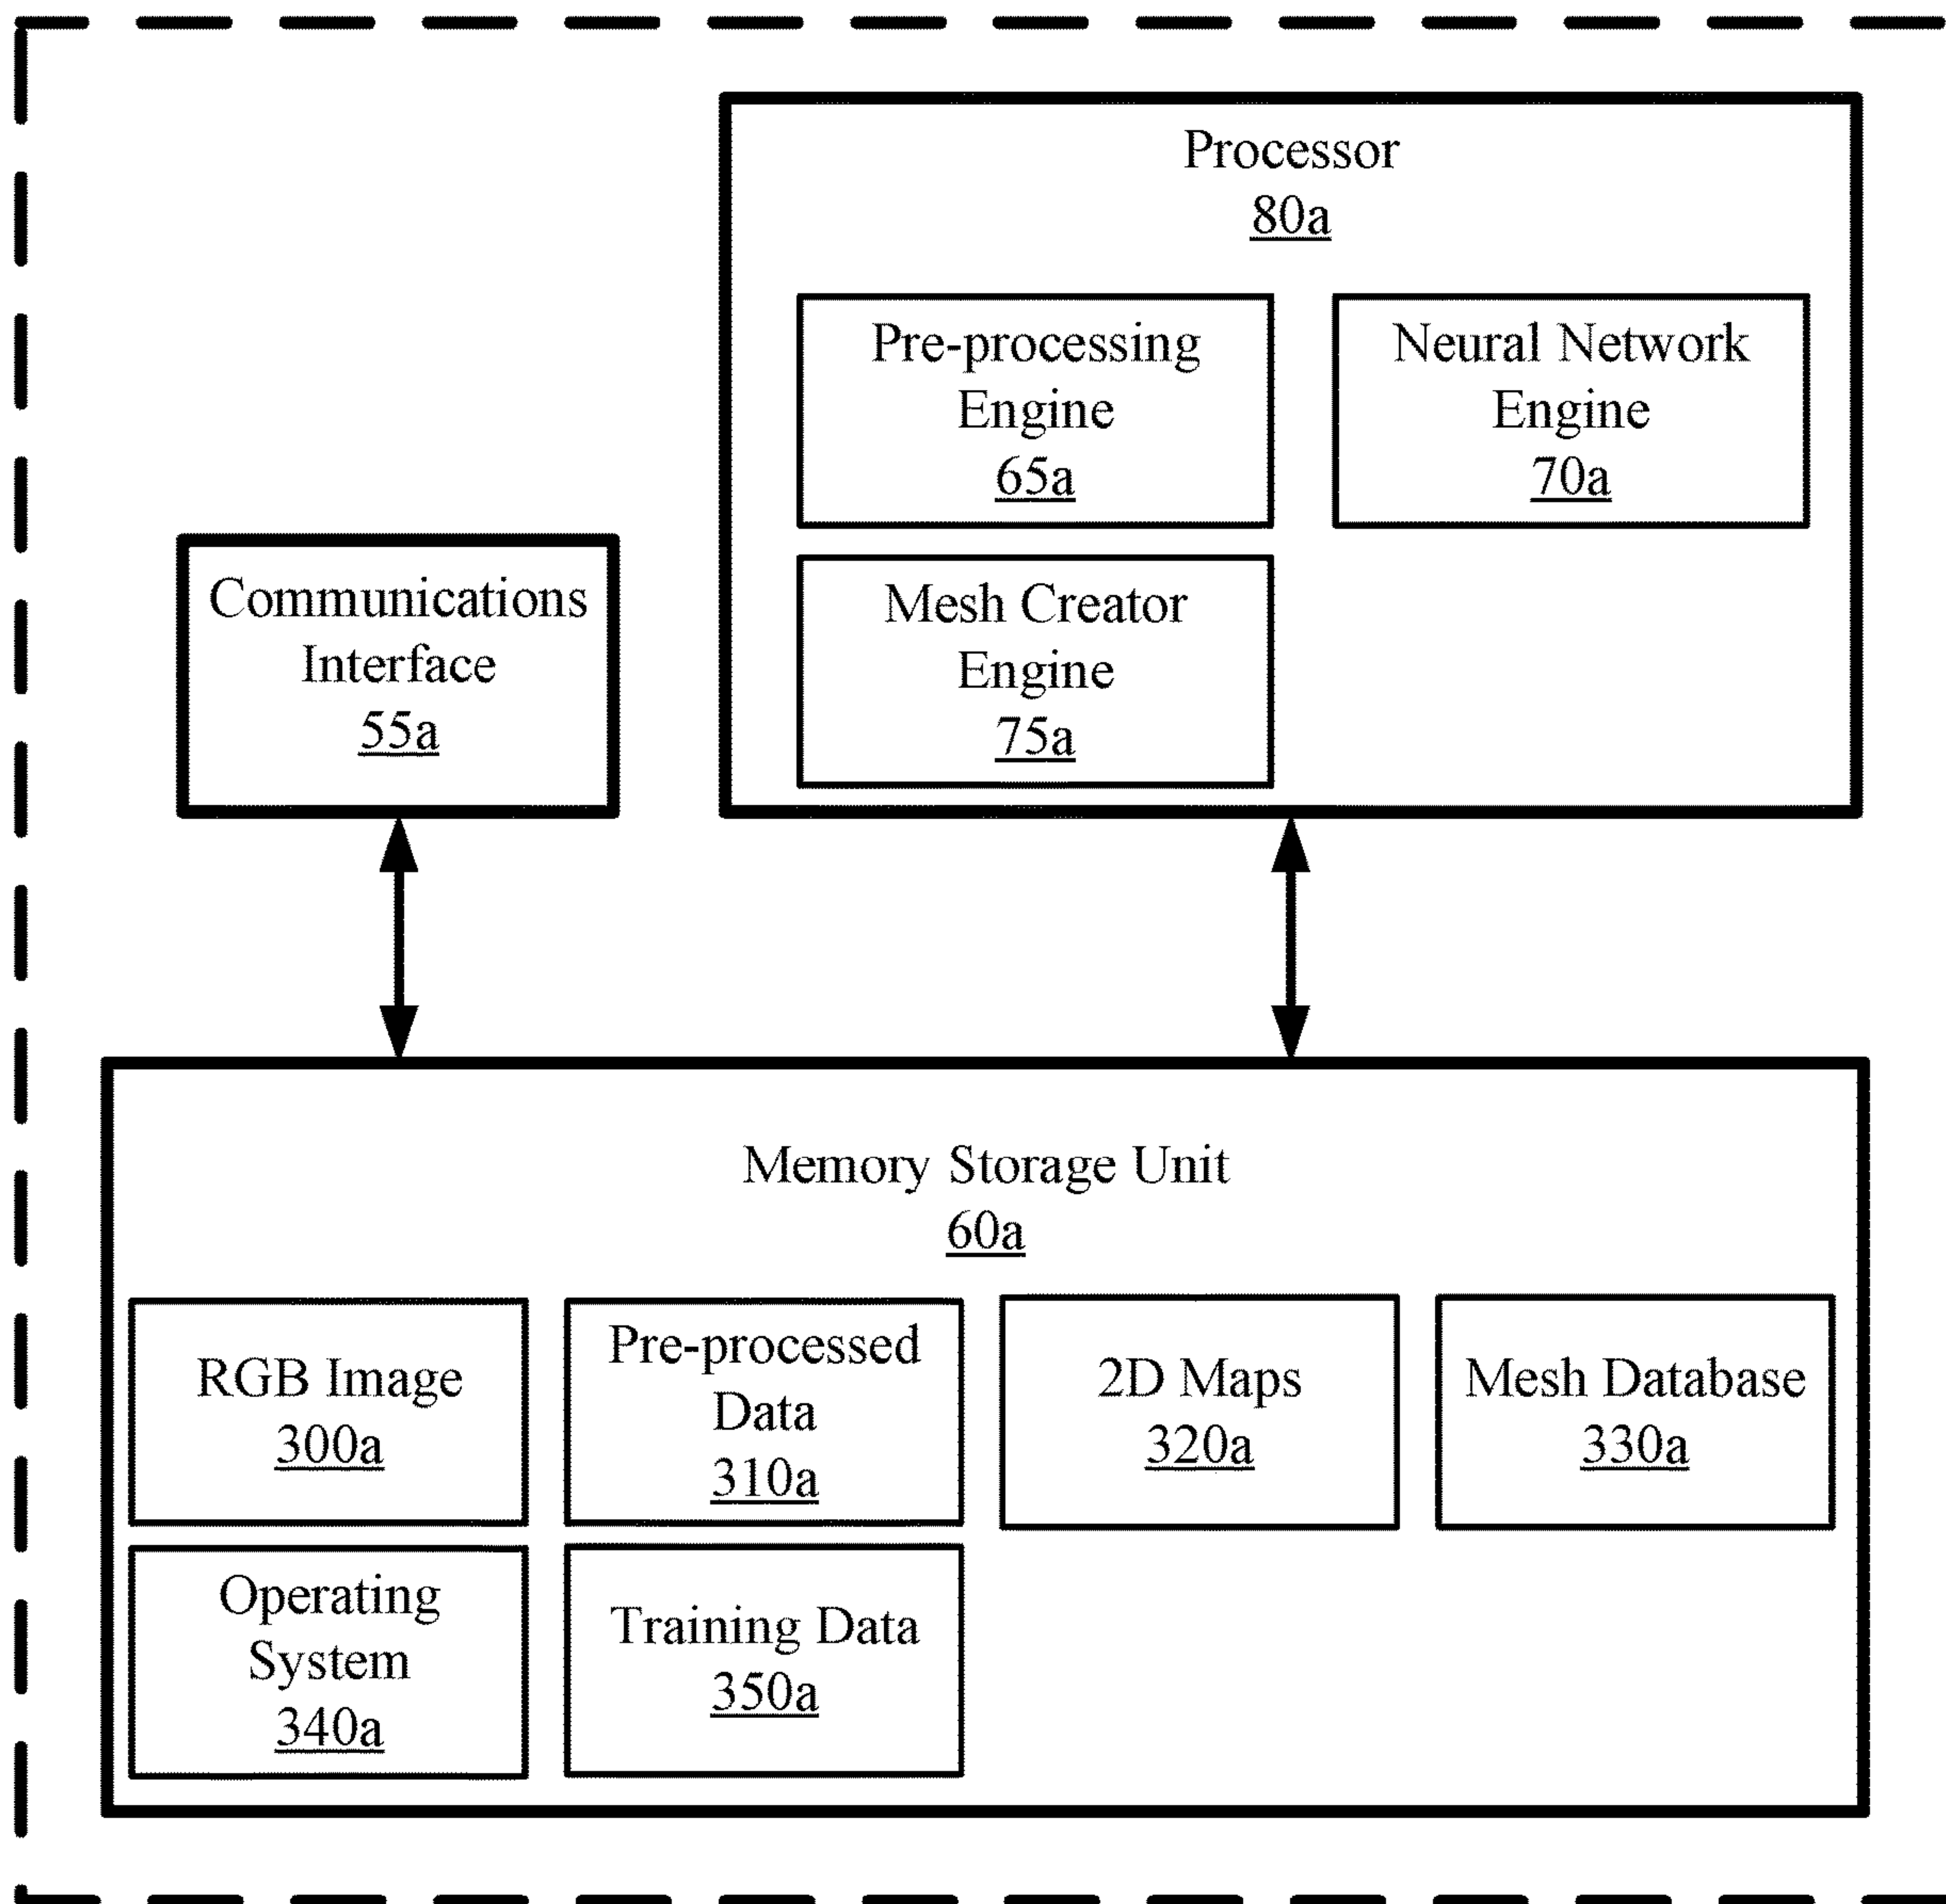 Processor
80a
Pre-processing
Engine
65a
Neural Network
Engine
70a
Mesh Creator
Engine
75a
Communications
Interface
55a
Memory Storage Unit
60a
RGB Image
300a
Pre-processed
Data
310a
2D Maps
320a
Mesh Database
330a
Operating
System
340a
Training Data
350a